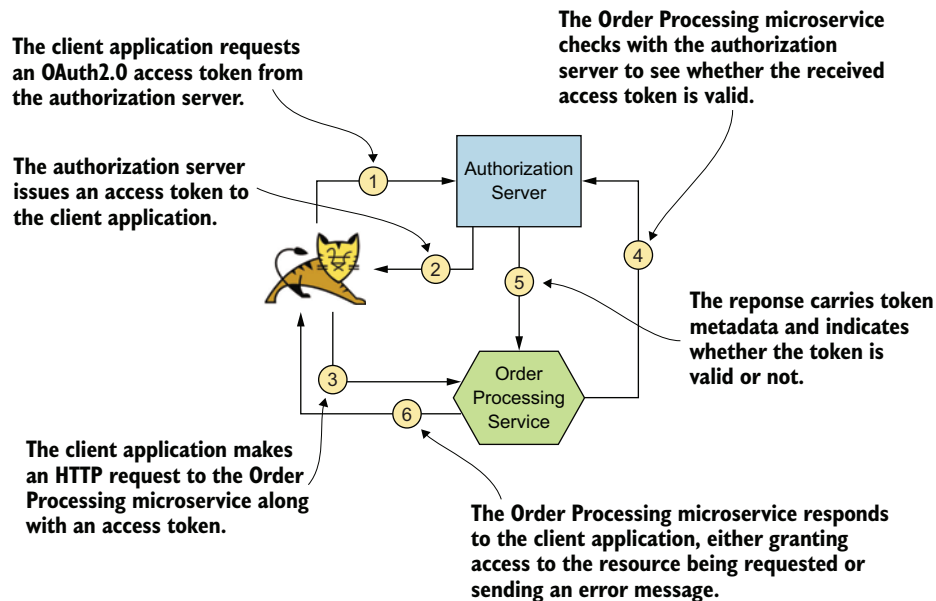 The client application requests
an OAuth2.0 access token from
the authorization server.
The Order Processing microservice
checks with the authorization
server to see whether the received
access token is valid.
The authorization server
issues an access token to
the client application.
1
Authorization
Server
2
5
4
The reponse carries token
metadata and indicates
whether the token is
valid or not.
3
Order
Processing
Service
6
The client application makes
an HTTP request to the Order
Processing microservice along
with an access token.
The Order Processing microservice responds
to the client application, either granting
access to the resource being requested or
sending an error message.